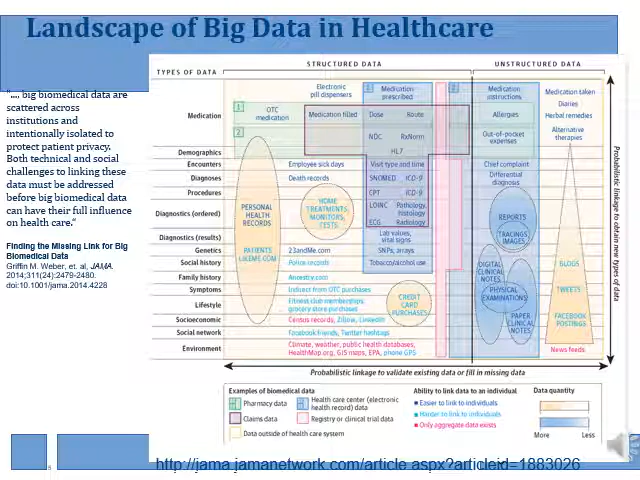 Landscape of Big Data in Healthcare
"…, big biomedical data are
scattered across
institutions and
intentionally isolated to
protect patient privacy.
Both technical and social
challenges to linking these
data must be addressed
before big biomedical data
can have their full influence
on health care."
Finding the Missing Link for Big
Biomedical Data
Griffin M. Weber, et. al, JAMA.
2014;311(24):2479-2480.
doi:10.1001/jama.2014.4228
STRUCTURED DATA
UNSTRUCTURED DATA
TYPES OF DATA
Electronic
pill dispensers
Medication
prescribed
Medication
instructions
Medication taken
Diaries
Herbal remedies
Alternative
therapies
1
OTC
medication
Medication
Medication filled
Dose
Route
Allergies
2
NDC
RxNorm
Out-of-pocket
expenses
HL7
Demographics
Encounters
Employee sick days
Visit type and time
Chief complaint
Diagnoses
Death records
SNOMED
ICD-9
Differential
diagnosis
Procedures
CPT
ICD-9
Diagnostics (ordered)
PERSONAL
HEALTH
RECORDS
HOME
TREATMENTS,
MONITORS,
TESTS
LOINC
Pathology,
histology
ECG
Radiology
REPORTS
TRACINGS,
IMAGES
Diagnostics (results)
Lab values,
vital signs
Genetics
PATIENTS
LIKEME.COM
23andMe.com
SNPs, arrays
Social history
Police records
Tobacco/alcohol use
DIGITAL
CLINICAL
NOTES
BLOGS
Family history
Ancestry.com
Symptoms
Indirect from OTC purchases
PHYSICAL
EXAMINATIONS
TWEETS
Lifestyle
Fitness club memberships,
grocery store purchases
CREDIT
CARD
PURCHASES
Socioeconomic
Census records, Zillow, LinkedIn
PAPER
CLINICAL
NOTES
FACEBOOK
POSTINGS
Social network
Facebook friends, Twitter hashtags
Environment
Climate, weather, public health databases,
HealthMap.org, GIS maps, EPA, phone GPS
News feeds
Probabilistic linkage to obtain new types of data
Probabilistic linkage to validate existing data or fill in missing data
Examples of biomedical data
Pharmacy data
Claims data
Health care center (electronic
health record) data
Registry or clinical trial data
Data outside of health care system
Ability to link data to an individual
Easier to link to individuals
Harder to link to individuals
Only aggregate data exists
Data quantity
More
Less
http://jama.jamanetwork.com/article.aspx?articleid=1883026